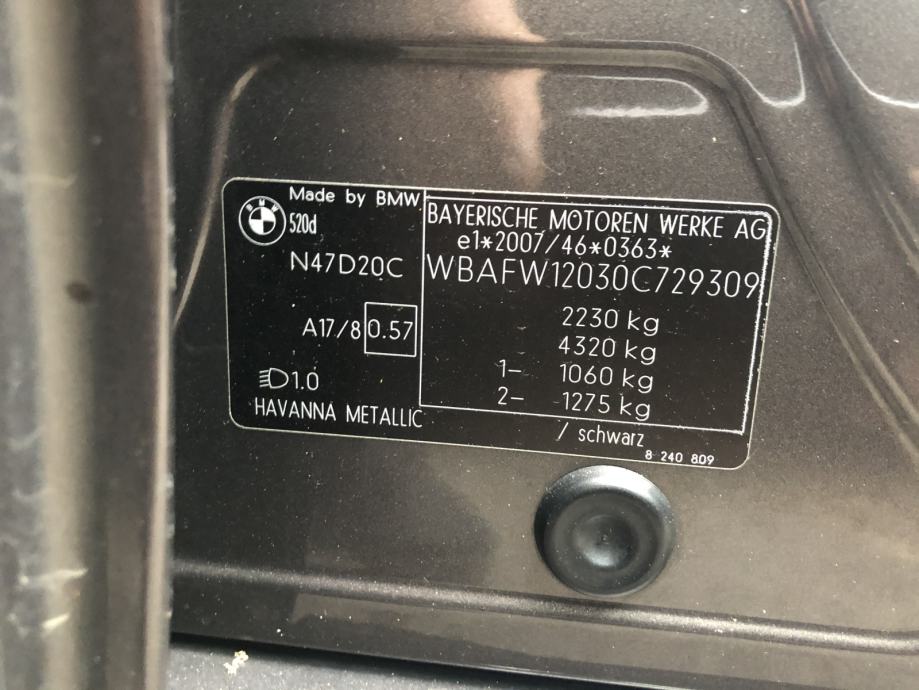 Made by BMW
BMW
520d
N47D20C
A17/8 0.57
1.0
HAVANNA METALLIC
BAYERISCHE MOTOREN WERKE AG
e1*2007/46*0363*
WBAFW12030C729309
2230 kg
4320 kg
1- 1060 kg
2- 1275 kg
/ schwarz
8 240 809